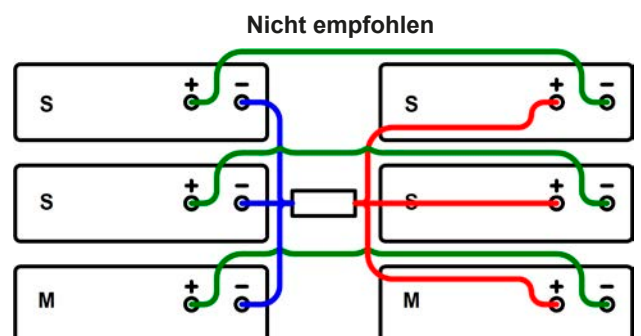 Nicht empfohlen
+ − + −
S S
+ − + −
S S
+ − + −
M M